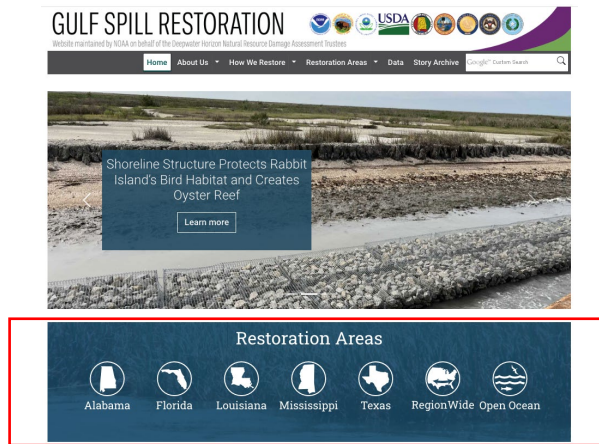 GULF SPILL RESTORATION
USDA
Website maintained by NOAA on behalf of the Deepwater Horizon Natural Resource Damage Assessment Trustees
Home About Us How We Restore Restoration Areas Data Story Archive Google Custom Search
Shoreline Structure Protects Rabbit
Island's Bird Habitat and Creates
Oyster Reef
Learn more
Restoration Areas
Alabama Florida Louisiana Mississippi Texas RegionWide Open Ocean